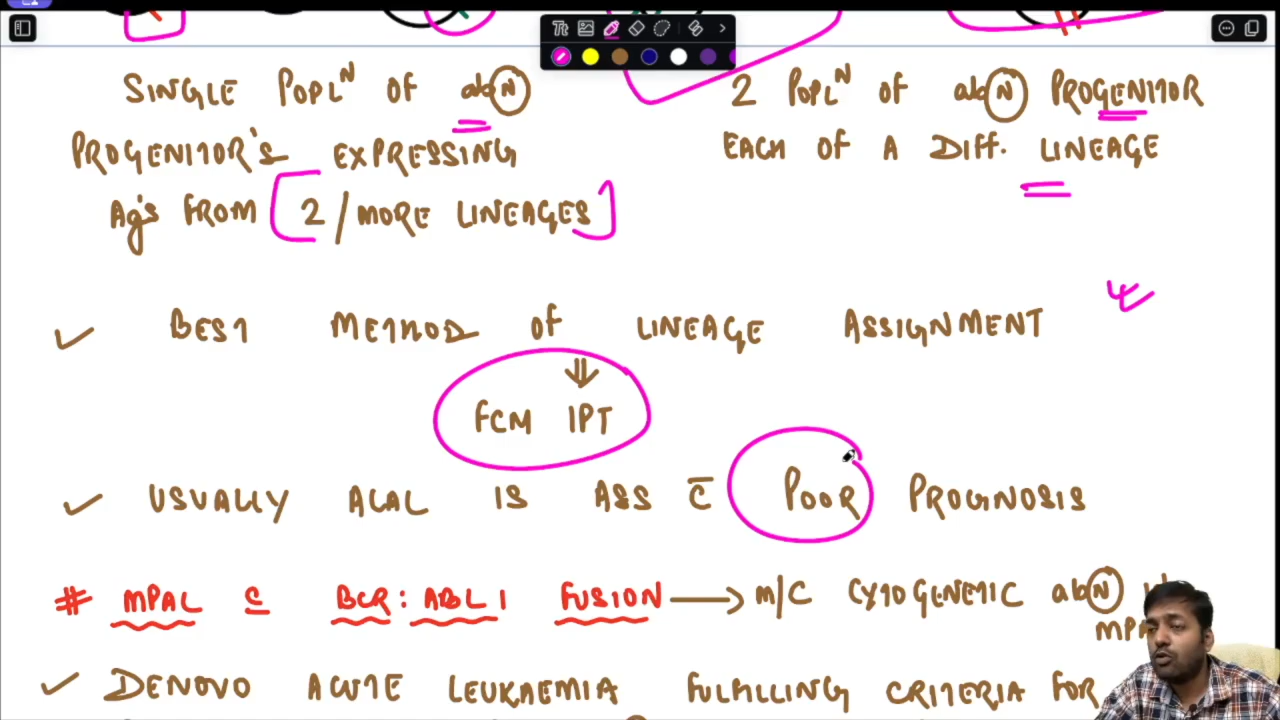 SINGLE POPLᴺ OF abⓃ
PROGENITOR'S EXPRESSING
Ag's FROM [2/MORE LINEAGES]
2 POPLᴺ OF abⓃ PROGENITOR
EACH OF A DIFF. LINEAGE
✓ BEST METHOD OF LINEAGE ASSIGNMENT
⇓
FCM IPT
✓ USUALLY ALAL IS ASS c̄ POOR PROGNOSIS
# MPAL c̄ BCR:ABL1 FUSION → M/C CYTOGENETIC abⓃ
✓ DENOVO ACUTE LEUKAEMIA FULFILLING CRITERIA FOR